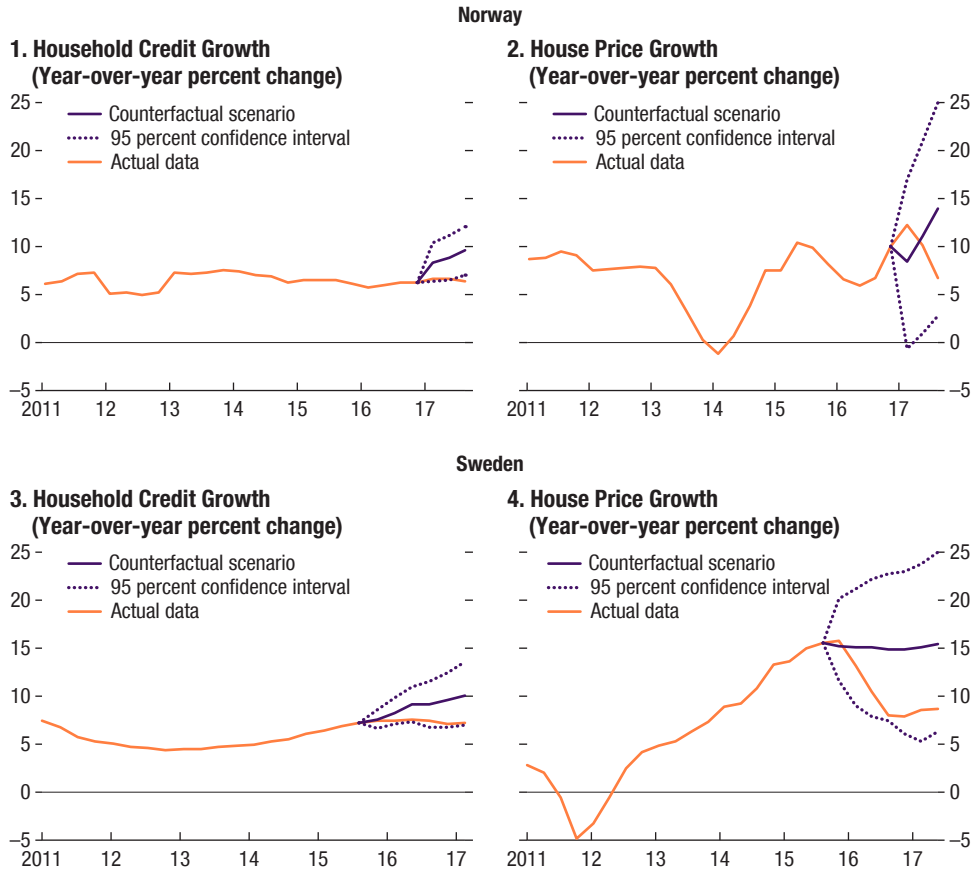 Norway
1. Household Credit Growth
(Year-over-year percent change)
25
Counterfactual scenario
95 percent confidence interval
Actual data
20
15
10
5
0
–5
2011 12 13 14 15 16 17
2. House Price Growth
(Year-over-year percent change)
Counterfactual scenario
95 percent confidence interval
Actual data
25
20
15
10
5
0
–5
2011 12 13 14 15 16 17
Sweden
3. Household Credit Growth
(Year-over-year percent change)
25
Counterfactual scenario
95 percent confidence interval
Actual data
20
15
10
5
0
–5
2011 12 13 14 15 16 17
4. House Price Growth
(Year-over-year percent change)
Counterfactual scenario
95 percent confidence interval
Actual data
25
20
15
10
5
0
–5
2011 12 13 14 15 16 17